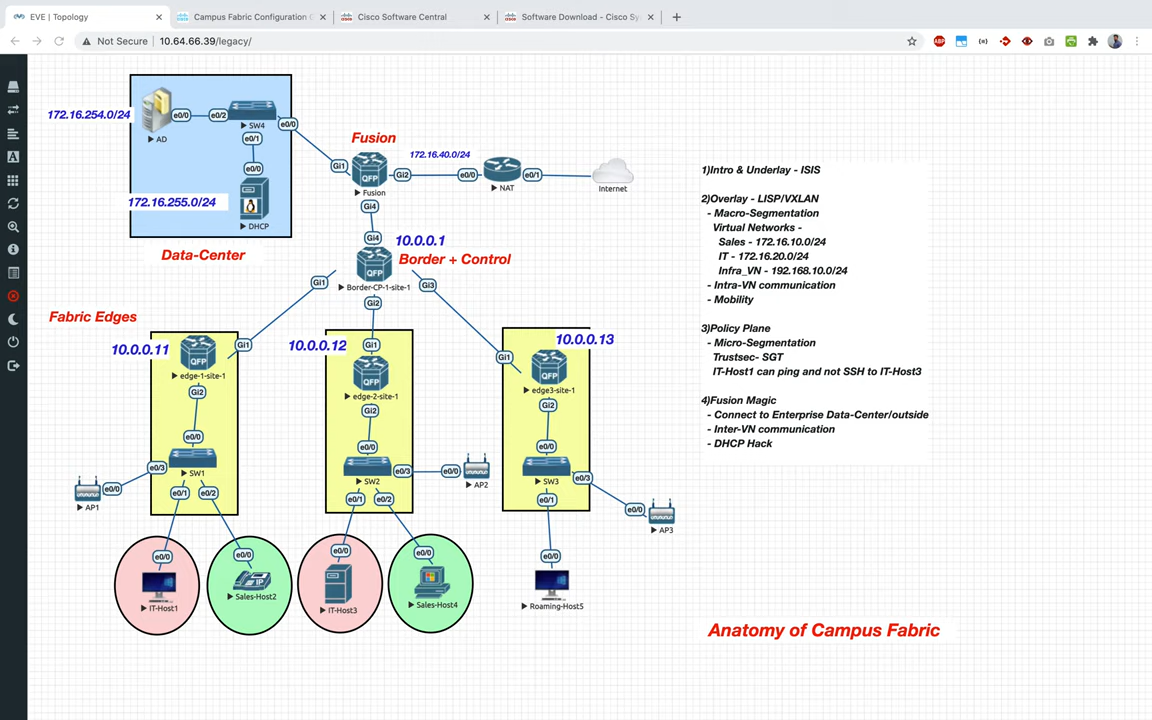 EVE | Topology
Campus Fabric Configuration
Cisco Software Central
Software Download - Cisco Sy
Not Secure
10.64.66.39/legacy/
ABP
172.16.254.0/24
AD
e0/0
e0/2
SW4
e0/0
e0/1
e0/0
172.16.255.0/24
DHCP
Data-Center
Fusion
Gi1
QFP
Fusion
Gi2
172.16.40.0/24
e0/0
NAT
e0/1
Internet
Gi4
Gi4
10.0.0.1
Border + Control
QFP
Border-CP-1-site-1
Gi1
Gi2
Gi3
Fabric Edges
10.0.0.11
Gi1
QFP
edge-1-site-1
Gi2
e0/0
SW1
e0/3
e0/0
AP1
e0/1
e0/2
e0/0
IT-Host1
e0/0
IP
Sales-Host2
10.0.0.12
Gi1
QFP
edge-2-site-1
Gi2
e0/0
SW2
e0/3
e0/0
AP2
e0/1
e0/2
e0/0
IT-Host3
e0/0
Sales-Host4
10.0.0.13
Gi1
QFP
edge3-site-1
Gi2
e0/0
SW3
e0/3
e0/0
AP3
e0/1
e0/0
Roaming-Host5
1)Intro & Underlay - ISIS
2)Overlay - LISP/VXLAN
- Macro-Segmentation
Virtual Networks -
Sales - 172.16.10.0/24
IT - 172.16.20.0/24
Infra_VN - 192.168.10.0/24
- Intra-VN communication
- Mobility
3)Policy Plane
- Micro-Segmentation
Trustsec- SGT
IT-Host1 can ping and not SSH to IT-Host3
4)Fusion Magic
- Connect to Enterprise Data-Center/outside
- Inter-VN communication
- DHCP Hack
Anatomy of Campus Fabric